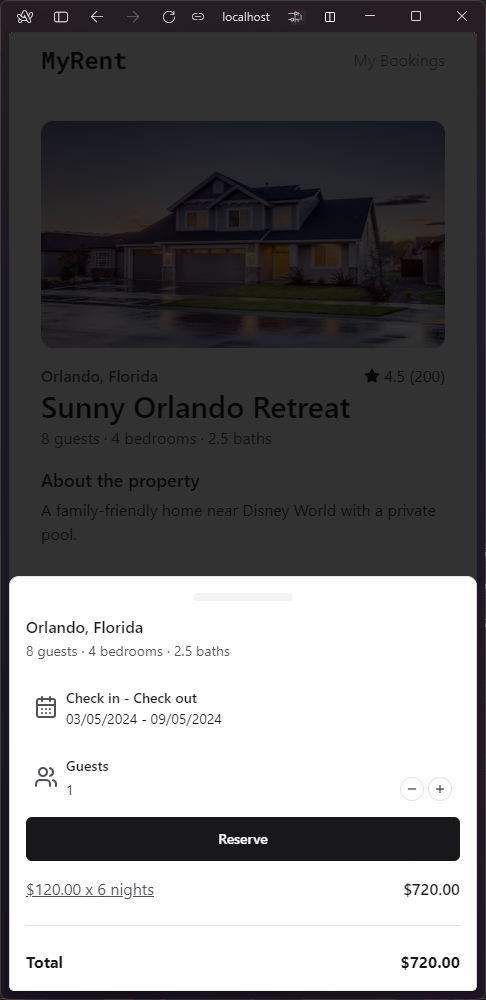 localhost
MyRent
My Bookings
Orlando, Florida
4.5 (200)
Sunny Orlando Retreat
8 guests · 4 bedrooms · 2.5 baths
About the property
A family-friendly home near Disney World with a private
pool.
Orlando, Florida
8 guests · 4 bedrooms · 2.5 baths
Check in - Check out
03/05/2024 - 09/05/2024
Guests
1
Reserve
$120.00 x 6 nights
$720.00
Total
$720.00